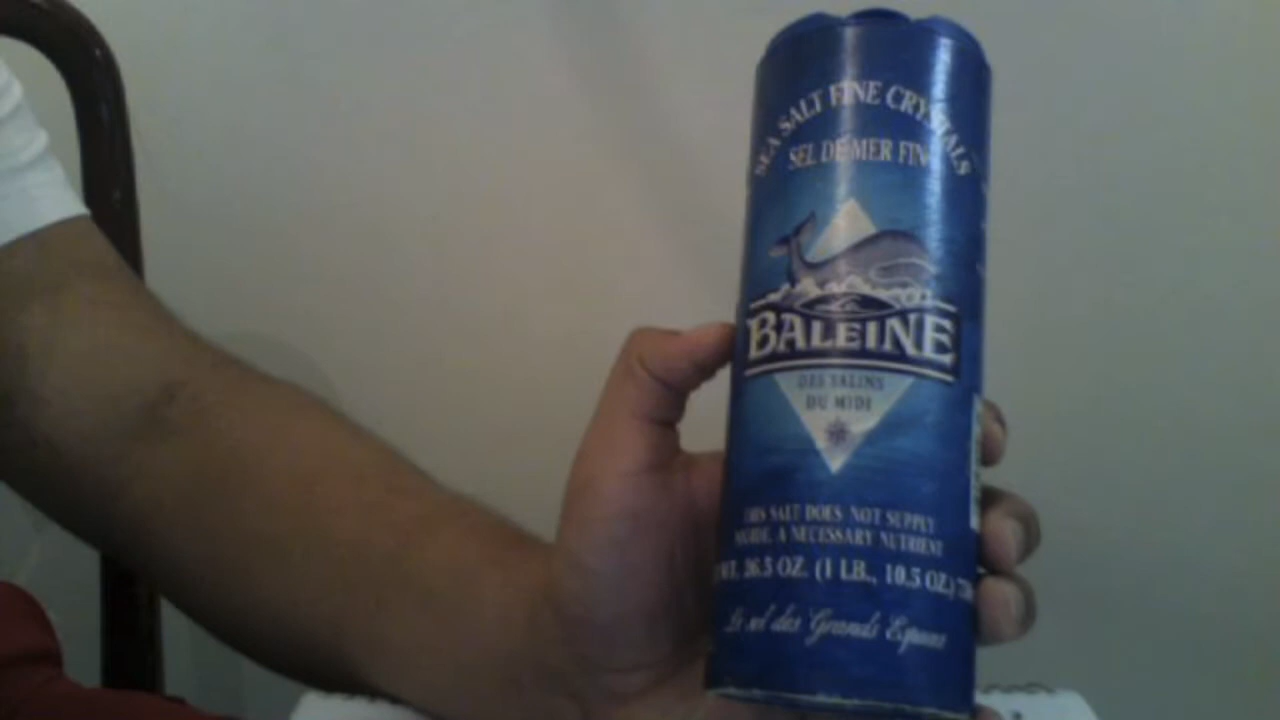 SEA SALT FINE CRYSTALS
SEL DE MER FIN
BALEINE
DES SALINS
DU MIDI
THIS SALT DOES NOT SUPPLY
IODIDE, A NECESSARY NUTRIENT
WT. 26.5 OZ. (1 LB., 10.5 OZ.)
Le sel des Grands Espaces